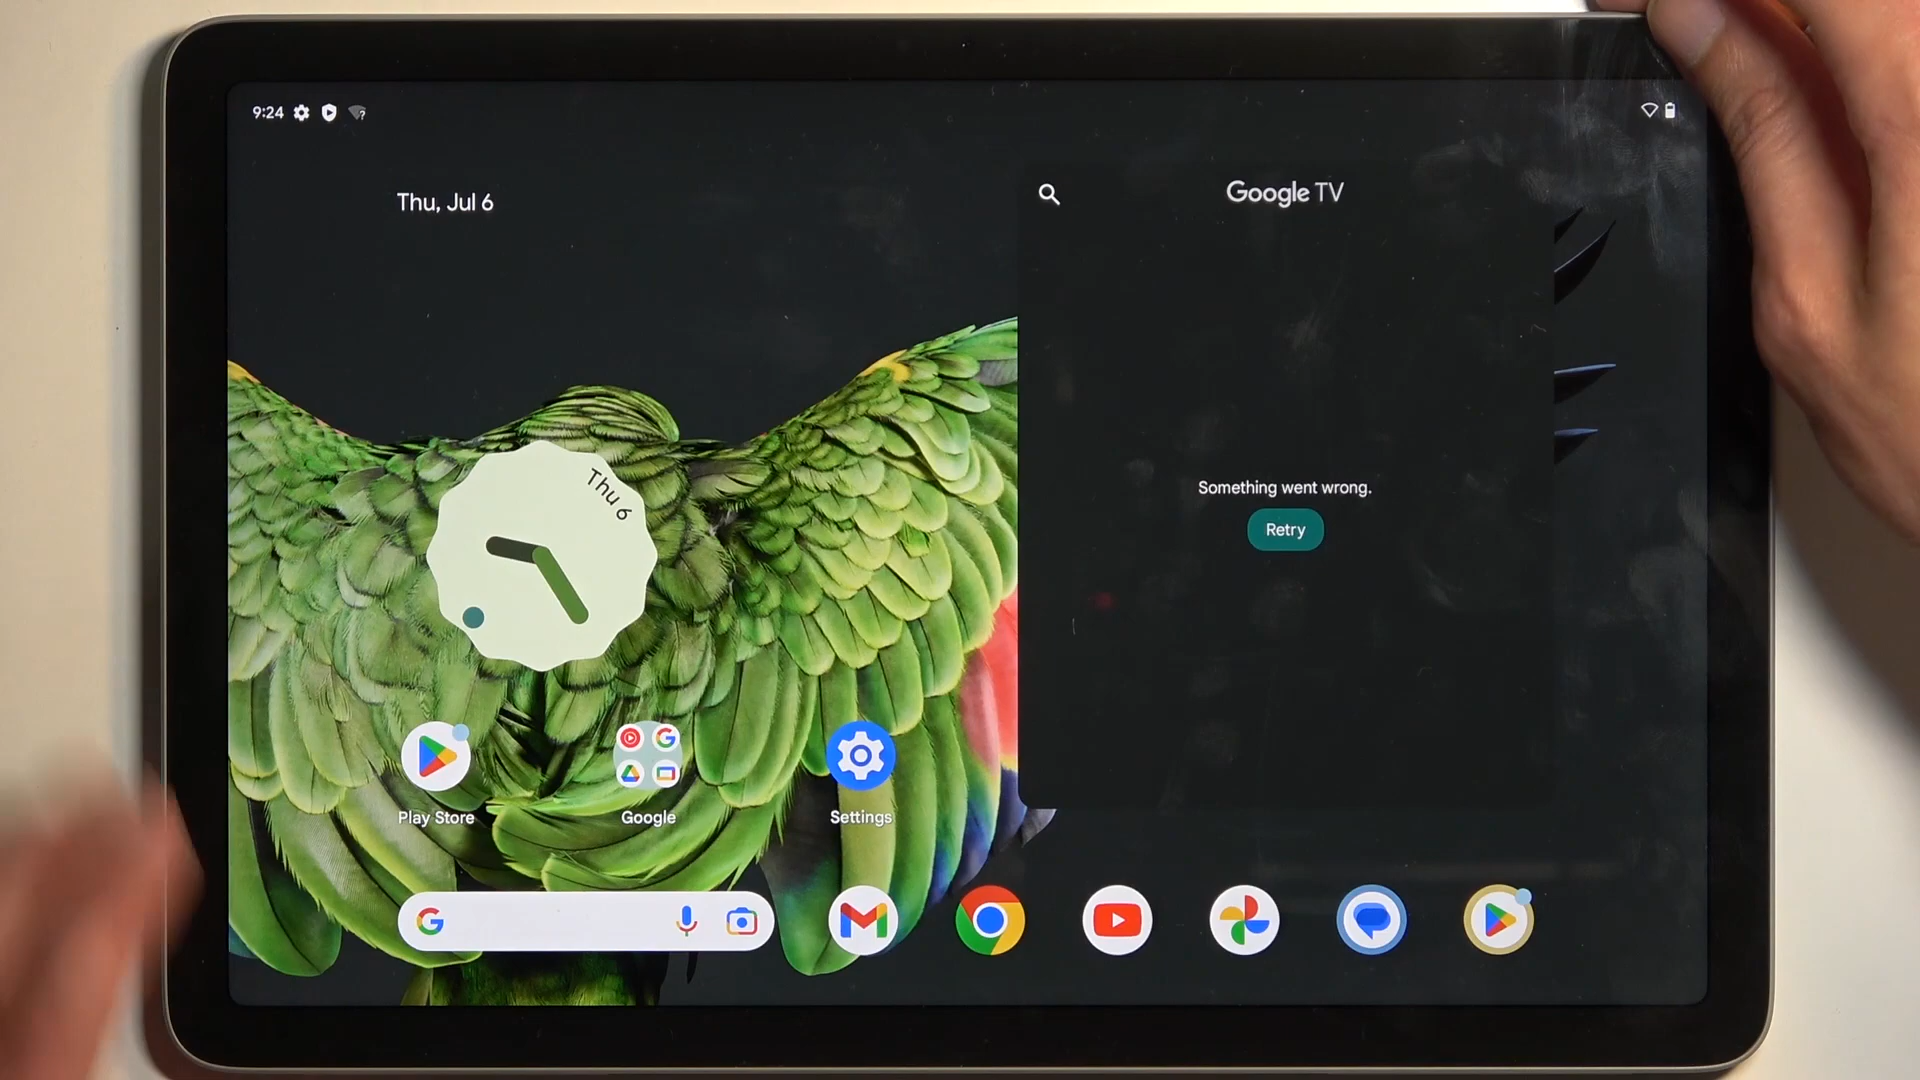 9:24
Thu, Jul 6
Google TV
Thu 6
Something went wrong.
Retry
Play Store
Google
Settings